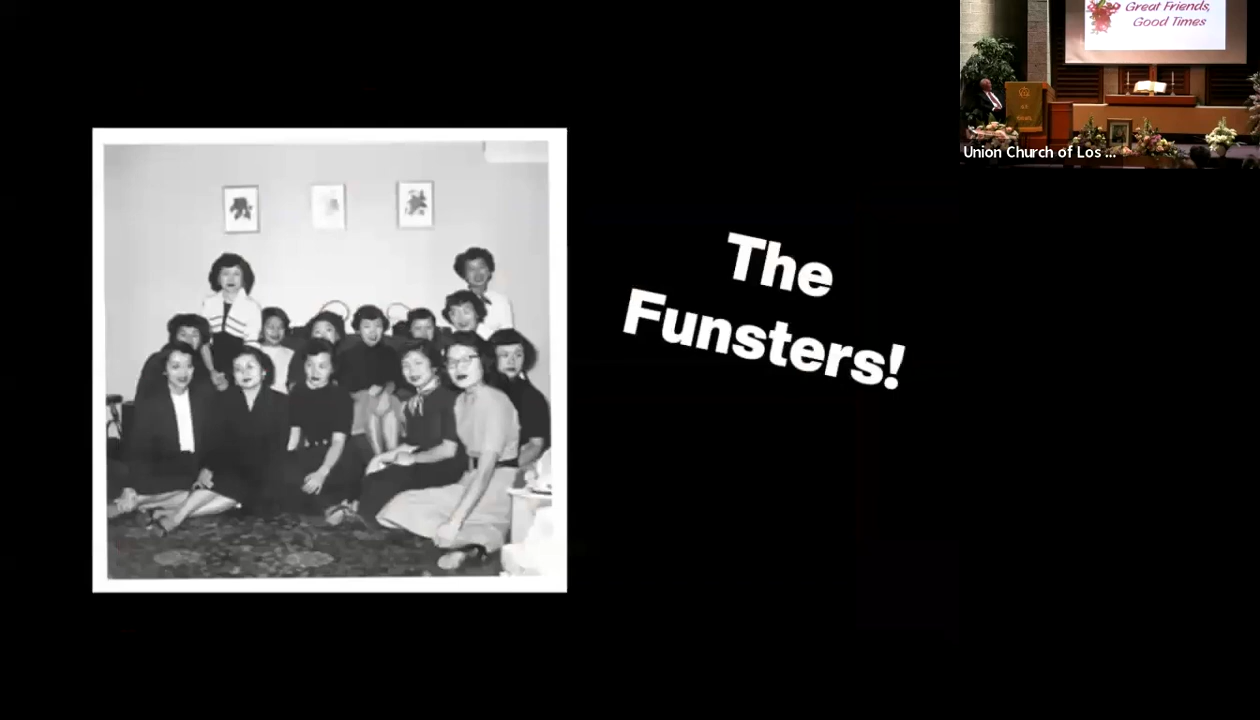 Great Friends,
Good Times
Union Church of Los ...
The
Funsters!